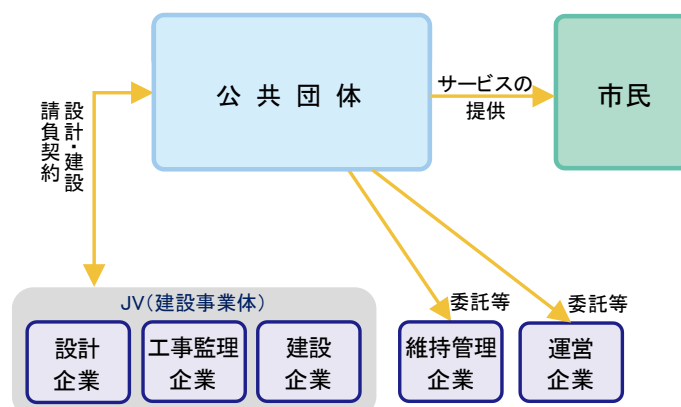 公共団体
サービスの
提供
市民
設計・建設
請負契約
委託等
委託等
JV(建設事業体)
設計
企業
工事監理
企業
建設
企業
維持管理
企業
運営
企業